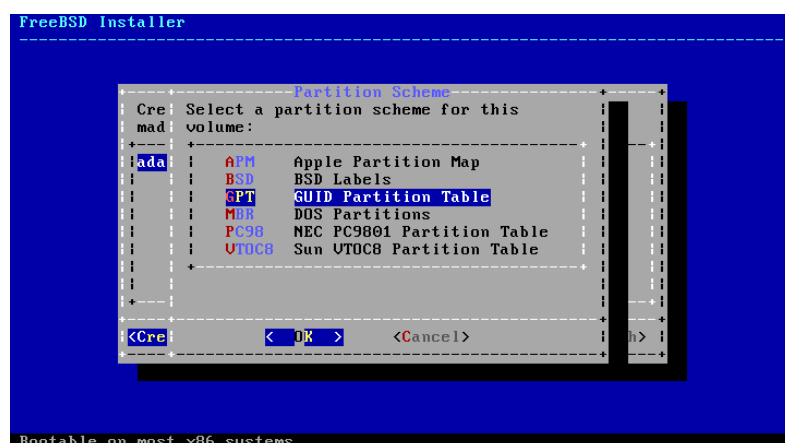 FreeBSD Installer
Partition Scheme
Cre Select a partition scheme for this
mad volume:
ada APM Apple Partition Map
BSD BSD Labels
GPT GUID Partition Table
MBR DOS Partitions
PC98 NEC PC9801 Partition Table
VTOC8 Sun VTOC8 Partition Table
<Cre < OK > <Cancel> h>
Bootable on most x86 systems